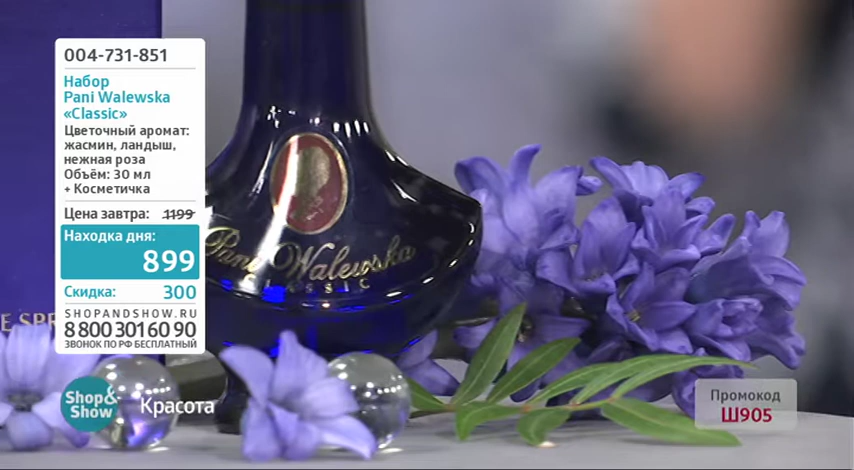 004-731-851
Набор
Pani Walewska
«Classic»
Цветочный аромат:
жасмин, ландыш,
нежная роза
Объём: 30 мл
+ Косметичка
Цена завтра: 1199
Находка дня:
899
Скидка: 300
SHOPANDSHOW.RU
8 800 301 60 90
ЗВОНОК ПО РФ БЕСПЛАТНЫЙ
Pani Walewska
CLASSIC
E SPR
Shop&
Show
Красота
Промокод
Ш905